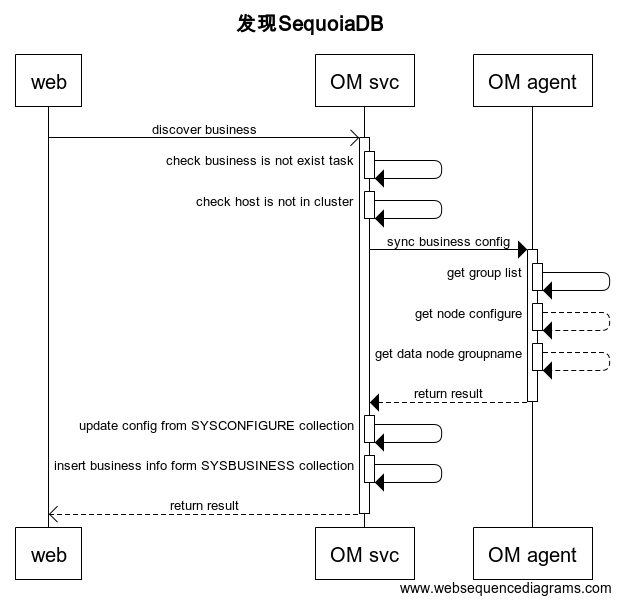 发现SequoiaDB
web
OM svc
OM agent
discover business
check business is not exist task
check host is not in cluster
sync business config
get group list
get node configure
get data node groupname
return result
update config from SYSCONFIGURE collection
insert business info form SYSBUSINESS collection
return result
web
OM svc
OM agent
www.websequencediagrams.com